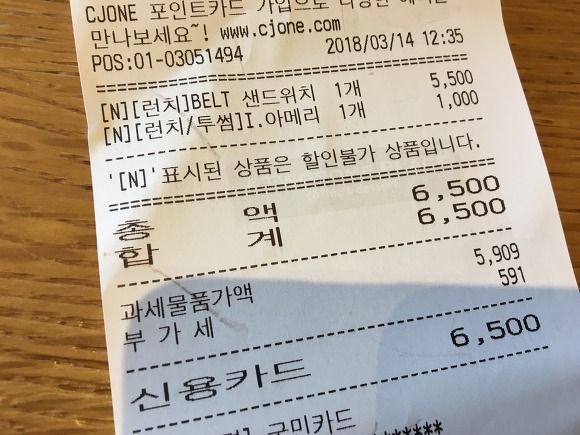 CJONE 포인트카드 가입으로 다양한
만나보세요~! www.cjone.com
POS:01-03051494 2018/03/14 12:35
[N][런치]BELT 샌드위치 1개 5,500
[N][런치/투썸]I.아메리 1개 1,000
'[N]'표시된 상품은 할인불가 상품입니다.
총 액 6,500
합 계 6,500
과세물품가액 5,909
부 가 세 591
신용카드 6,500
국민카드
******